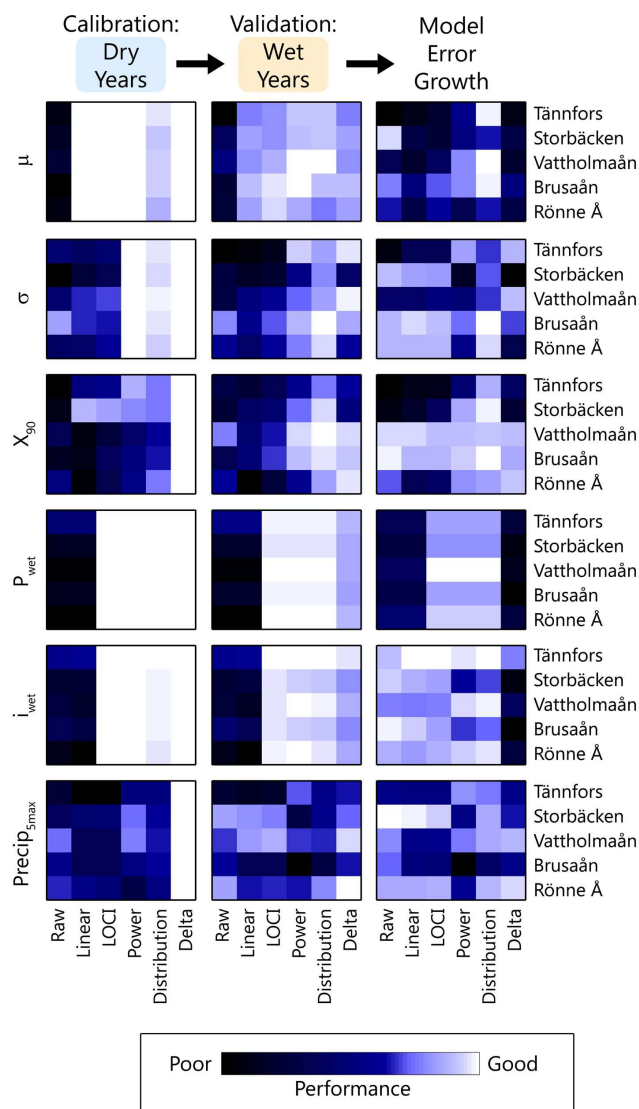 Calibration:
Dry
Years
Validation:
Wet
Years
Model
Error
Growth
μ
Tännfors
Storbäcken
Vattholmaån
Brusaån
Rönne Å
σ
Tännfors
Storbäcken
Vattholmaån
Brusaån
Rönne Å
X90
Tännfors
Storbäcken
Vattholmaån
Brusaån
Rönne Å
Pwet
Tännfors
Storbäcken
Vattholmaån
Brusaån
Rönne Å
iwet
Tännfors
Storbäcken
Vattholmaån
Brusaån
Rönne Å
Precip5max
Tännfors
Storbäcken
Vattholmaån
Brusaån
Rönne Å
Raw
Linear
LOCI
Power
Distribution
Delta
Raw
Linear
LOCI
Power
Distribution
Delta
Raw
Linear
LOCI
Power
Distribution
Delta
Poor Good
Performance